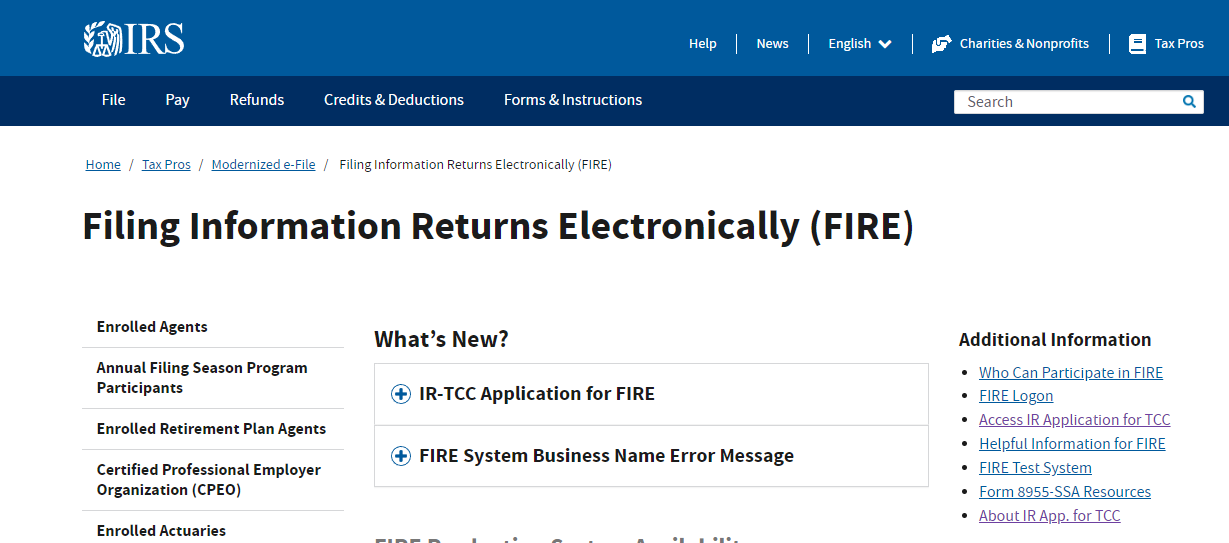 IRS
Help
News
English
Charities & Nonprofits
Tax Pros
File
Pay
Refunds
Credits & Deductions
Forms & Instructions
Search
Home / Tax Pros / Modernized e-File / Filing Information Returns Electronically (FIRE)
Filing Information Returns Electronically (FIRE)
Enrolled Agents
Annual Filing Season Program
Participants
Enrolled Retirement Plan Agents
Certified Professional Employer
Organization (CPEO)
Enrolled Actuaries
What's New?
IR-TCC Application for FIRE
FIRE System Business Name Error Message
FIRE Production System Availability
Additional Information
Who Can Participate in FIRE
FIRE Logon
Access IR Application for TCC
Helpful Information for FIRE
FIRE Test System
Form 8955-SSA Resources
About IR App. for TCC